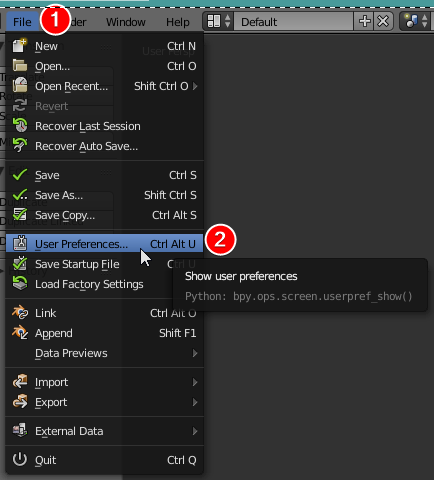 File
Window
Help
Default
1
New Ctrl N
Open... Ctrl O
Open Recent... Shift Ctrl O
Revert
Recover Last Session
Recover Auto Save...
Save Ctrl S
Save As... Shift Ctrl S
Save Copy... Ctrl Alt S
User Preferences... Ctrl Alt U
2
Save Startup File
Show user preferences
Load Factory Settings
Python: bpy.ops.screen.userpref_show()
Link Ctrl Alt O
Append Shift F1
Data Previews
Import
Export
External Data
Quit Ctrl Q